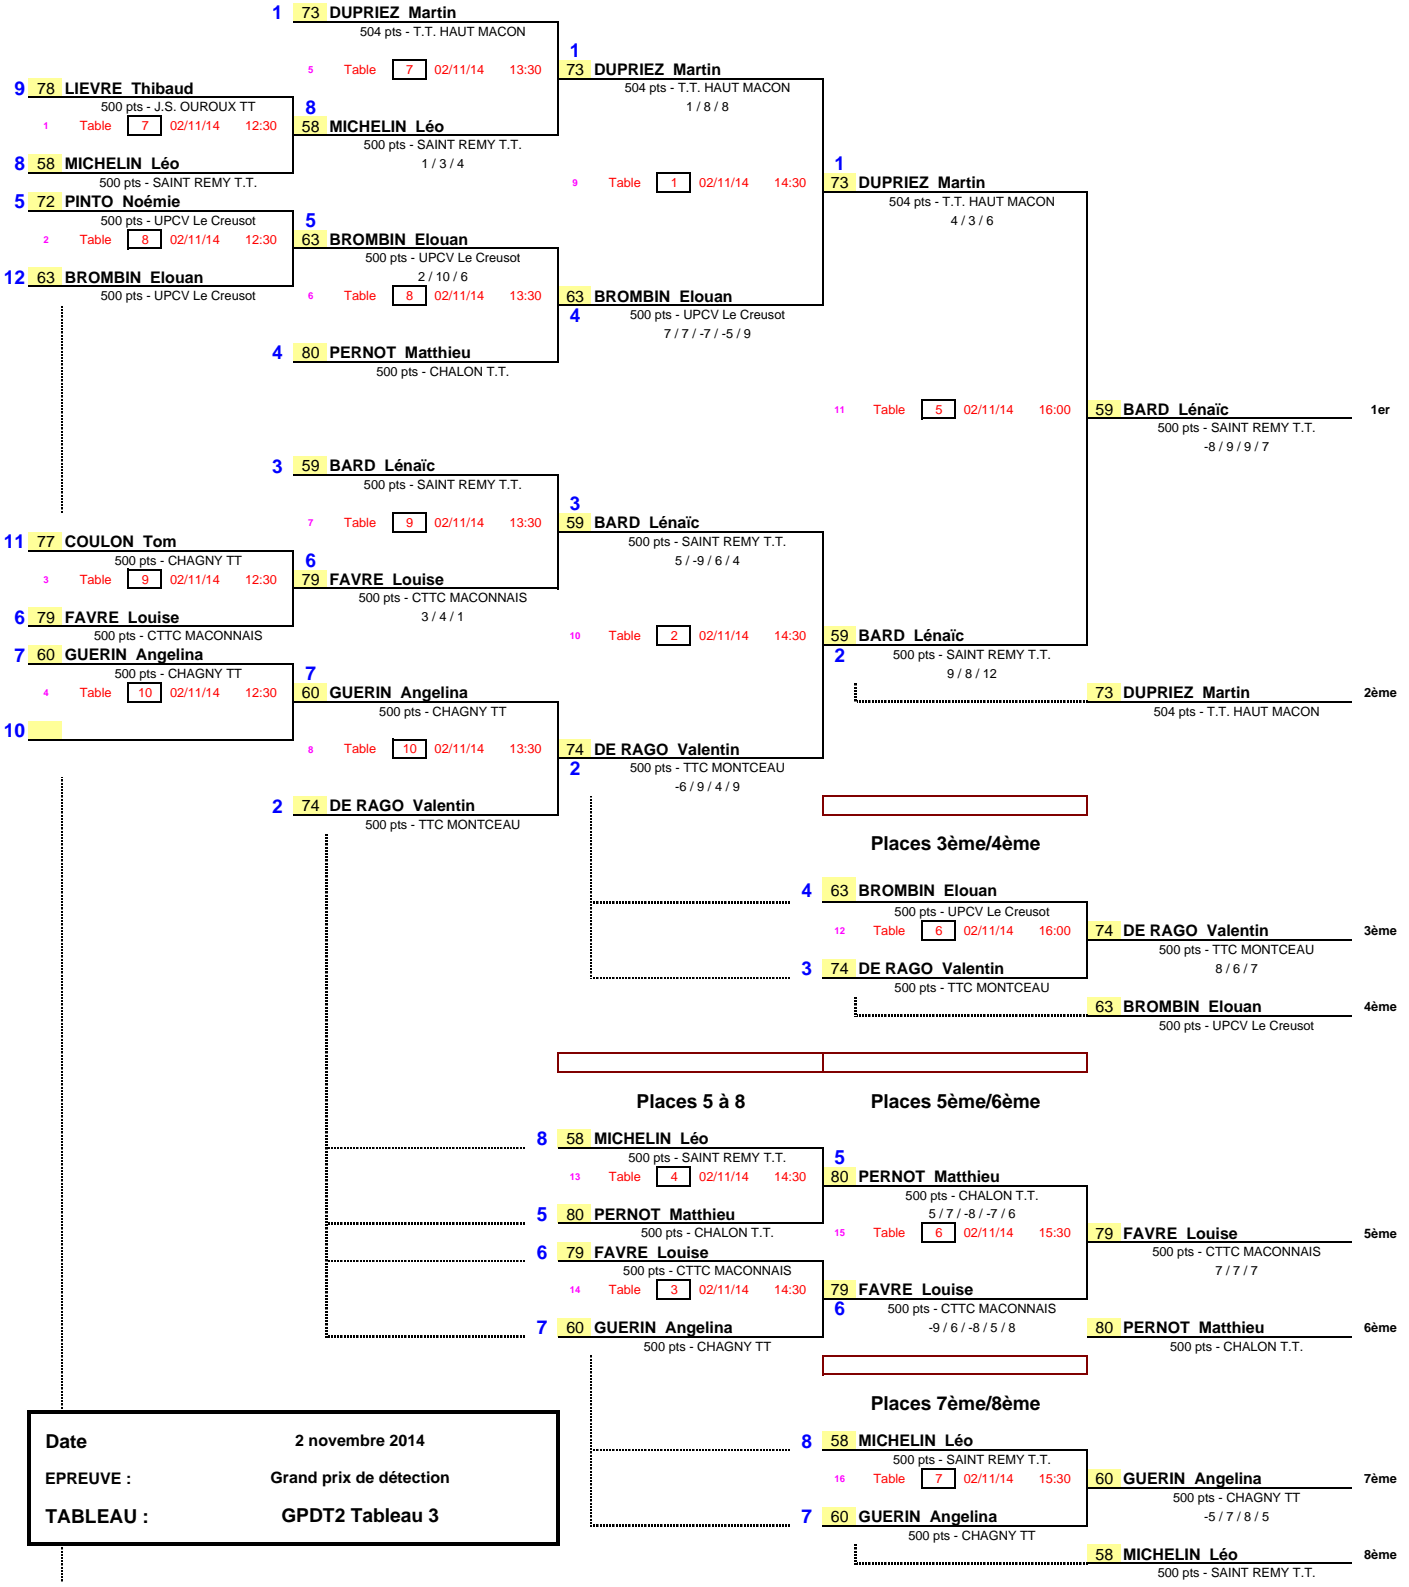 1 73 DUPRIEZ Martin
504 pts - T.T. HAUT MACON
1
5 Table 7 02/11/14 13:30 73 DUPRIEZ Martin
9 78 LIEVRE Thibaud 504 pts - T.T. HAUT MACON
500 pts - J.S. OUROUX TT 8 1 / 8 / 8
1 Table 7 02/11/14 12:30 58 MICHELIN Léo
500 pts - SAINT REMY T.T.
8 58 MICHELIN Léo 1 / 3 / 4 1
500 pts - SAINT REMY T.T. 9 Table 1 02/11/14 14:30 73 DUPRIEZ Martin
5 72 PINTO Noémie 504 pts - T.T. HAUT MACON
500 pts - UPCV Le Creusot 5 4 / 3 / 6
2 Table 8 02/11/14 12:30 63 BROMBIN Elouan
500 pts - UPCV Le Creusot
12 63 BROMBIN Elouan 2 / 10 / 6
500 pts - UPCV Le Creusot 6 Table 8 02/11/14 13:30 63 BROMBIN Elouan
4 500 pts - UPCV Le Creusot
7 / 7 / -7 / -5 / 9
4 80 PERNOT Matthieu
500 pts - CHALON T.T.
11 Table 5 02/11/14 16:00 59 BARD Lénaïc 1er
500 pts - SAINT REMY T.T.
-8 / 9 / 9 / 7
3 59 BARD Lénaïc
500 pts - SAINT REMY T.T.
3
7 Table 9 02/11/14 13:30 59 BARD Lénaïc
11 77 COULON Tom 500 pts - SAINT REMY T.T.
500 pts - CHAGNY TT 6 5 / -9 / 6 / 4
3 Table 9 02/11/14 12:30 79 FAVRE Louise
500 pts - CTTC MACONNAIS
6 79 FAVRE Louise 3 / 4 / 1
500 pts - CTTC MACONNAIS 10 Table 2 02/11/14 14:30 59 BARD Lénaïc
7 60 GUERIN Angelina 2 500 pts - SAINT REMY T.T.
500 pts - CHAGNY TT 7 9 / 8 / 12
4 Table 10 02/11/14 12:30 60 GUERIN Angelina 73 DUPRIEZ Martin 2ème
500 pts - CHAGNY TT 504 pts - T.T. HAUT MACON
10
8 Table 10 02/11/14 13:30 74 DE RAGO Valentin
2 500 pts - TTC MONTCEAU
-6 / 9 / 4 / 9
2 74 DE RAGO Valentin
500 pts - TTC MONTCEAU
Places 3ème/4ème
4 63 BROMBIN Elouan
500 pts - UPCV Le Creusot
12 Table 6 02/11/14 16:00 74 DE RAGO Valentin 3ème
500 pts - TTC MONTCEAU
3 74 DE RAGO Valentin 8 / 6 / 7
500 pts - TTC MONTCEAU
63 BROMBIN Elouan 4ème
500 pts - UPCV Le Creusot
Places 5 à 8 Places 5ème/6ème
8 58 MICHELIN Léo
500 pts - SAINT REMY T.T. 5
13 Table 4 02/11/14 14:30 80 PERNOT Matthieu
500 pts - CHALON T.T.
5 80 PERNOT Matthieu 5 / 7 / -8 / -7 / 6
500 pts - CHALON T.T. 15 Table 6 02/11/14 15:30 79 FAVRE Louise 5ème
6 79 FAVRE Louise 500 pts - CTTC MACONNAIS
500 pts - CTTC MACONNAIS 7 / 7 / 7
14 Table 3 02/11/14 14:30 79 FAVRE Louise
6 500 pts - CTTC MACONNAIS
7 60 GUERIN Angelina -9 / 6 / -8 / 5 / 8 80 PERNOT Matthieu 6ème
500 pts - CHAGNY TT 500 pts - CHALON T.T.
Places 7ème/8ème
Date 2 novembre 2014 8 58 MICHELIN Léo
500 pts - SAINT REMY T.T.
EPREUVE : Grand prix de détection 16 Table 7 02/11/14 15:30 60 GUERIN Angelina 7ème
500 pts - CHAGNY TT
TABLEAU : GPDT2 Tableau 3 7 60 GUERIN Angelina -5 / 7 / 8 / 5
500 pts - CHAGNY TT
58 MICHELIN Léo 8ème
500 pts - SAINT REMY T.T.